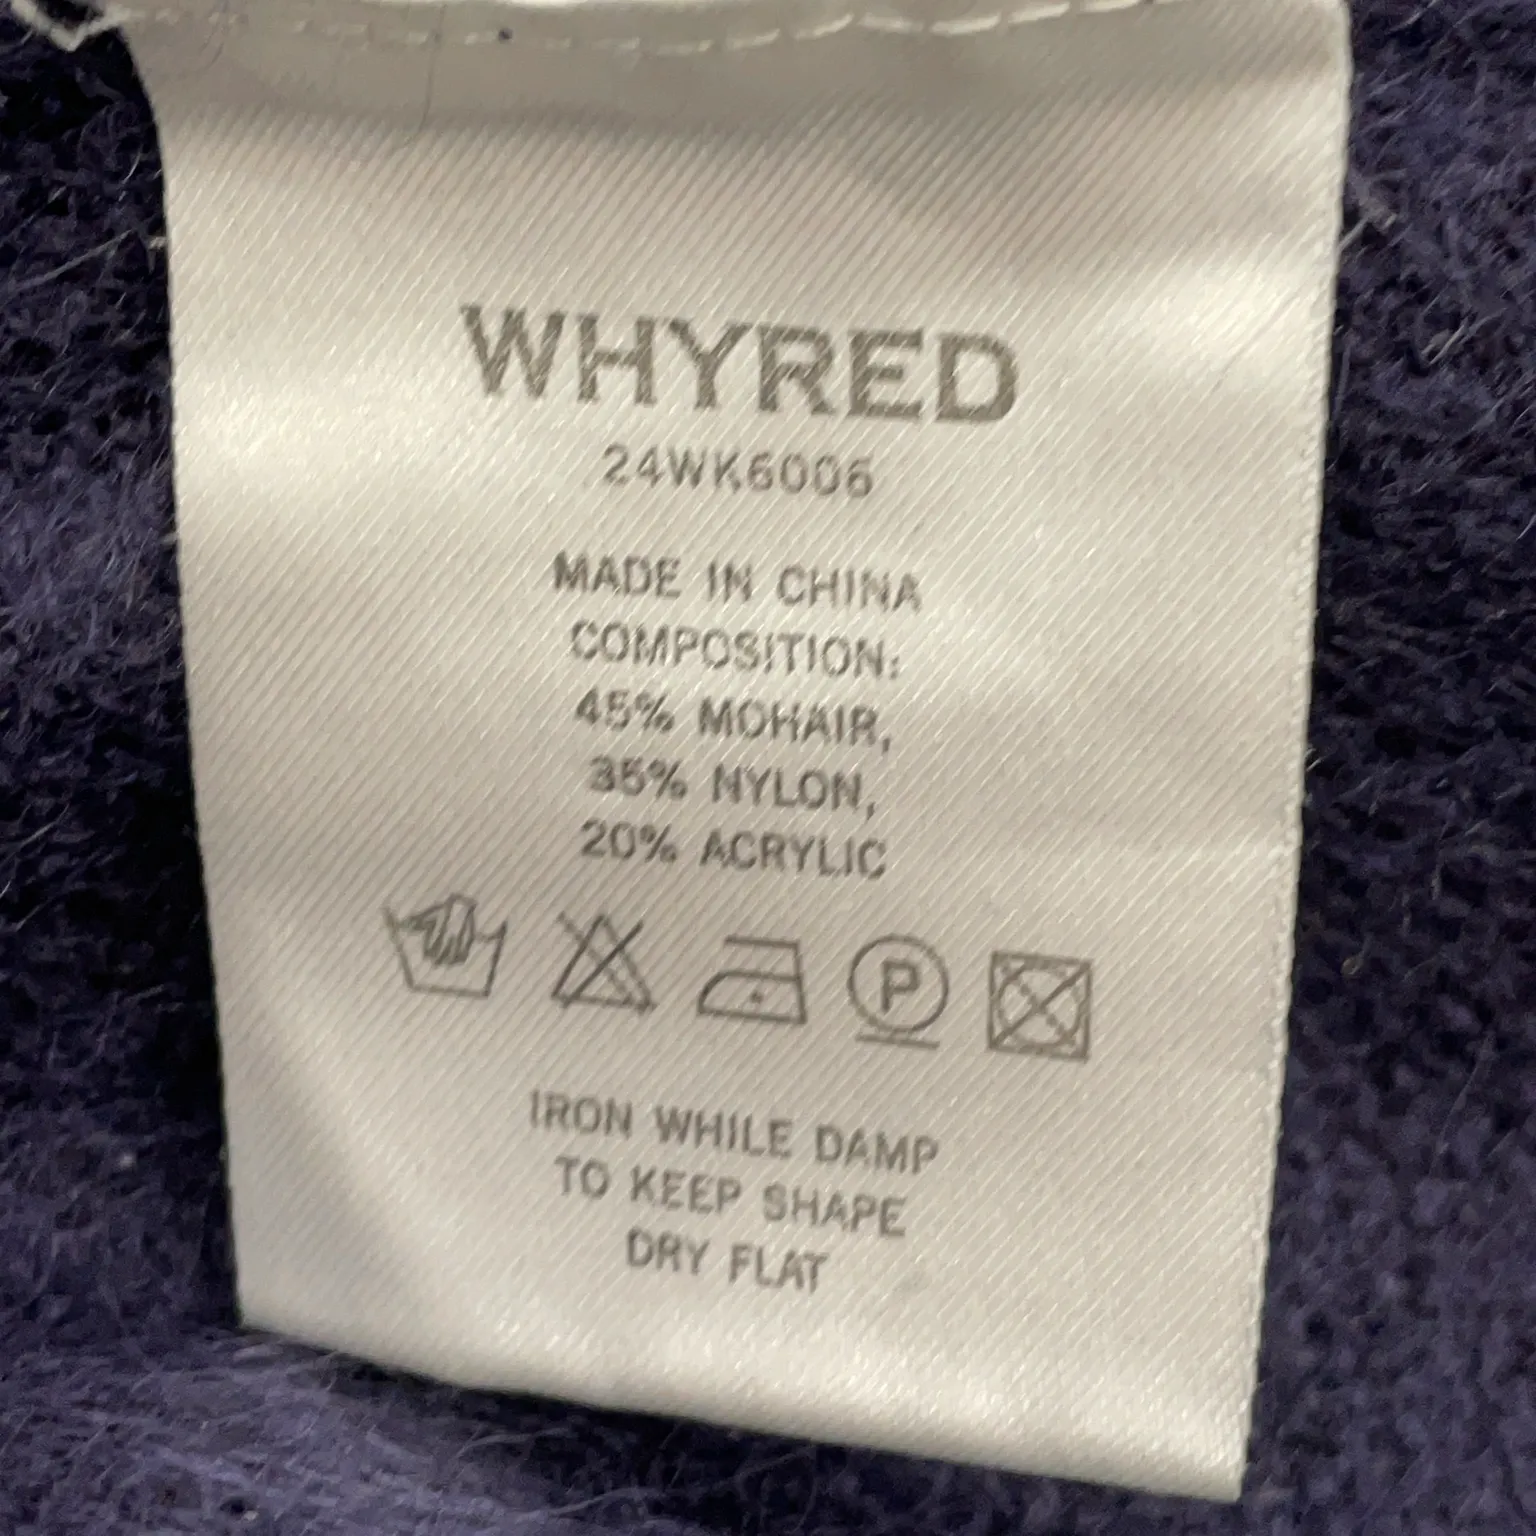 WHYRED
24WK6006
MADE IN CHINA
COMPOSITION:
45% MOHAIR,
35% NYLON,
20% ACRYLIC
P
IRON WHILE DAMP
TO KEEP SHAPE
DRY FLAT